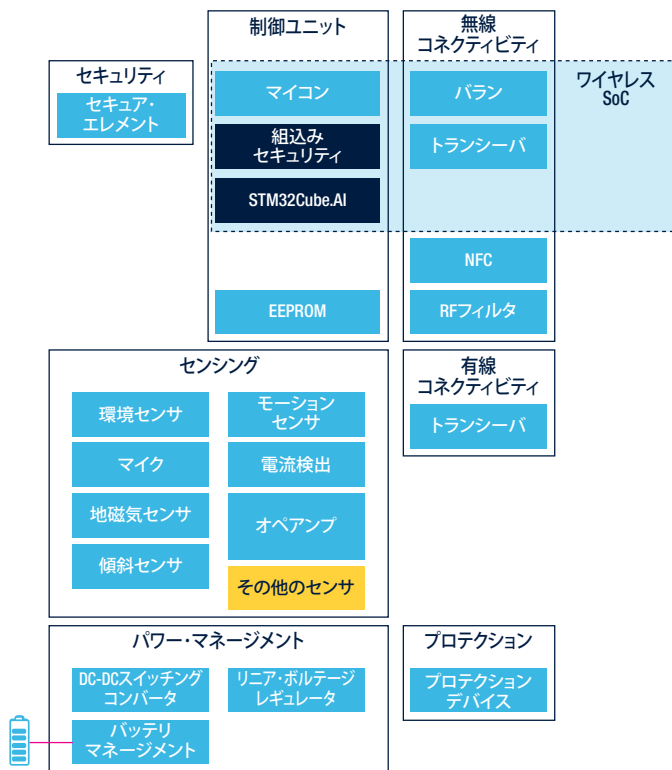 制御ユニット
無線
コネクティビティ
セキュリティ
セキュア・
エレメント
マイコン
組込み
セキュリティ
STM32Cube.AI
EEPROM
バラン
トランシーバ
NFC
RFフィルタ
ワイヤレス
SoC
センシング
環境センサ
モーション
センサ
マイク
電流検出
地磁気センサ
オペアンプ
傾斜センサ
その他のセンサ
有線
コネクティビティ
トランシーバ
パワー・マネージメント
DC-DCスイッチング
コンバータ
リニア・ボルテージ
レギュレータ
バッテリ
マネージメント
プロテクション
プロテクション
デバイス